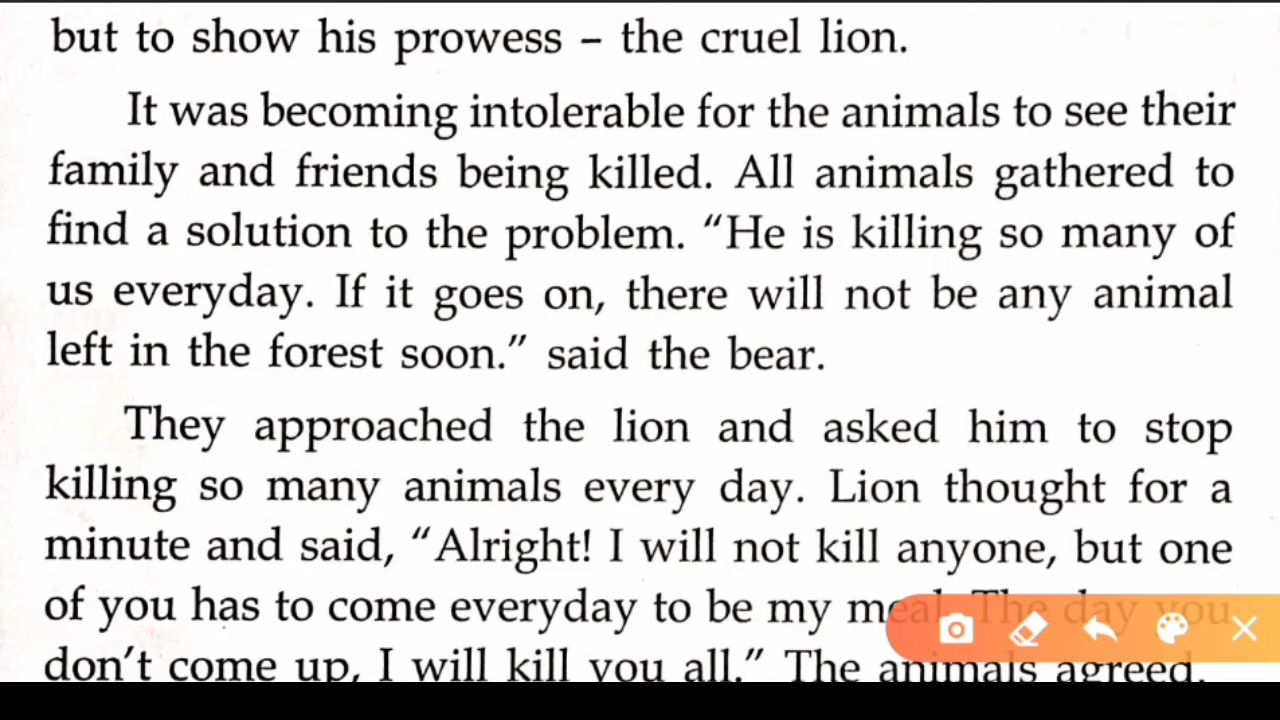 but to show his prowess – the cruel lion.
It was becoming intolerable for the animals to see their
family and friends being killed. All animals gathered to
find a solution to the problem. “He is killing so many of
us everyday. If it goes on, there will not be any animal
left in the forest soon.” said the bear.
They approached the lion and asked him to stop
killing so many animals every day. Lion thought for a
minute and said, “Alright! I will not kill anyone, but one
of you has to come everyday to be my meal. The day you
don’t come up, I will kill you all.” The animals agreed.